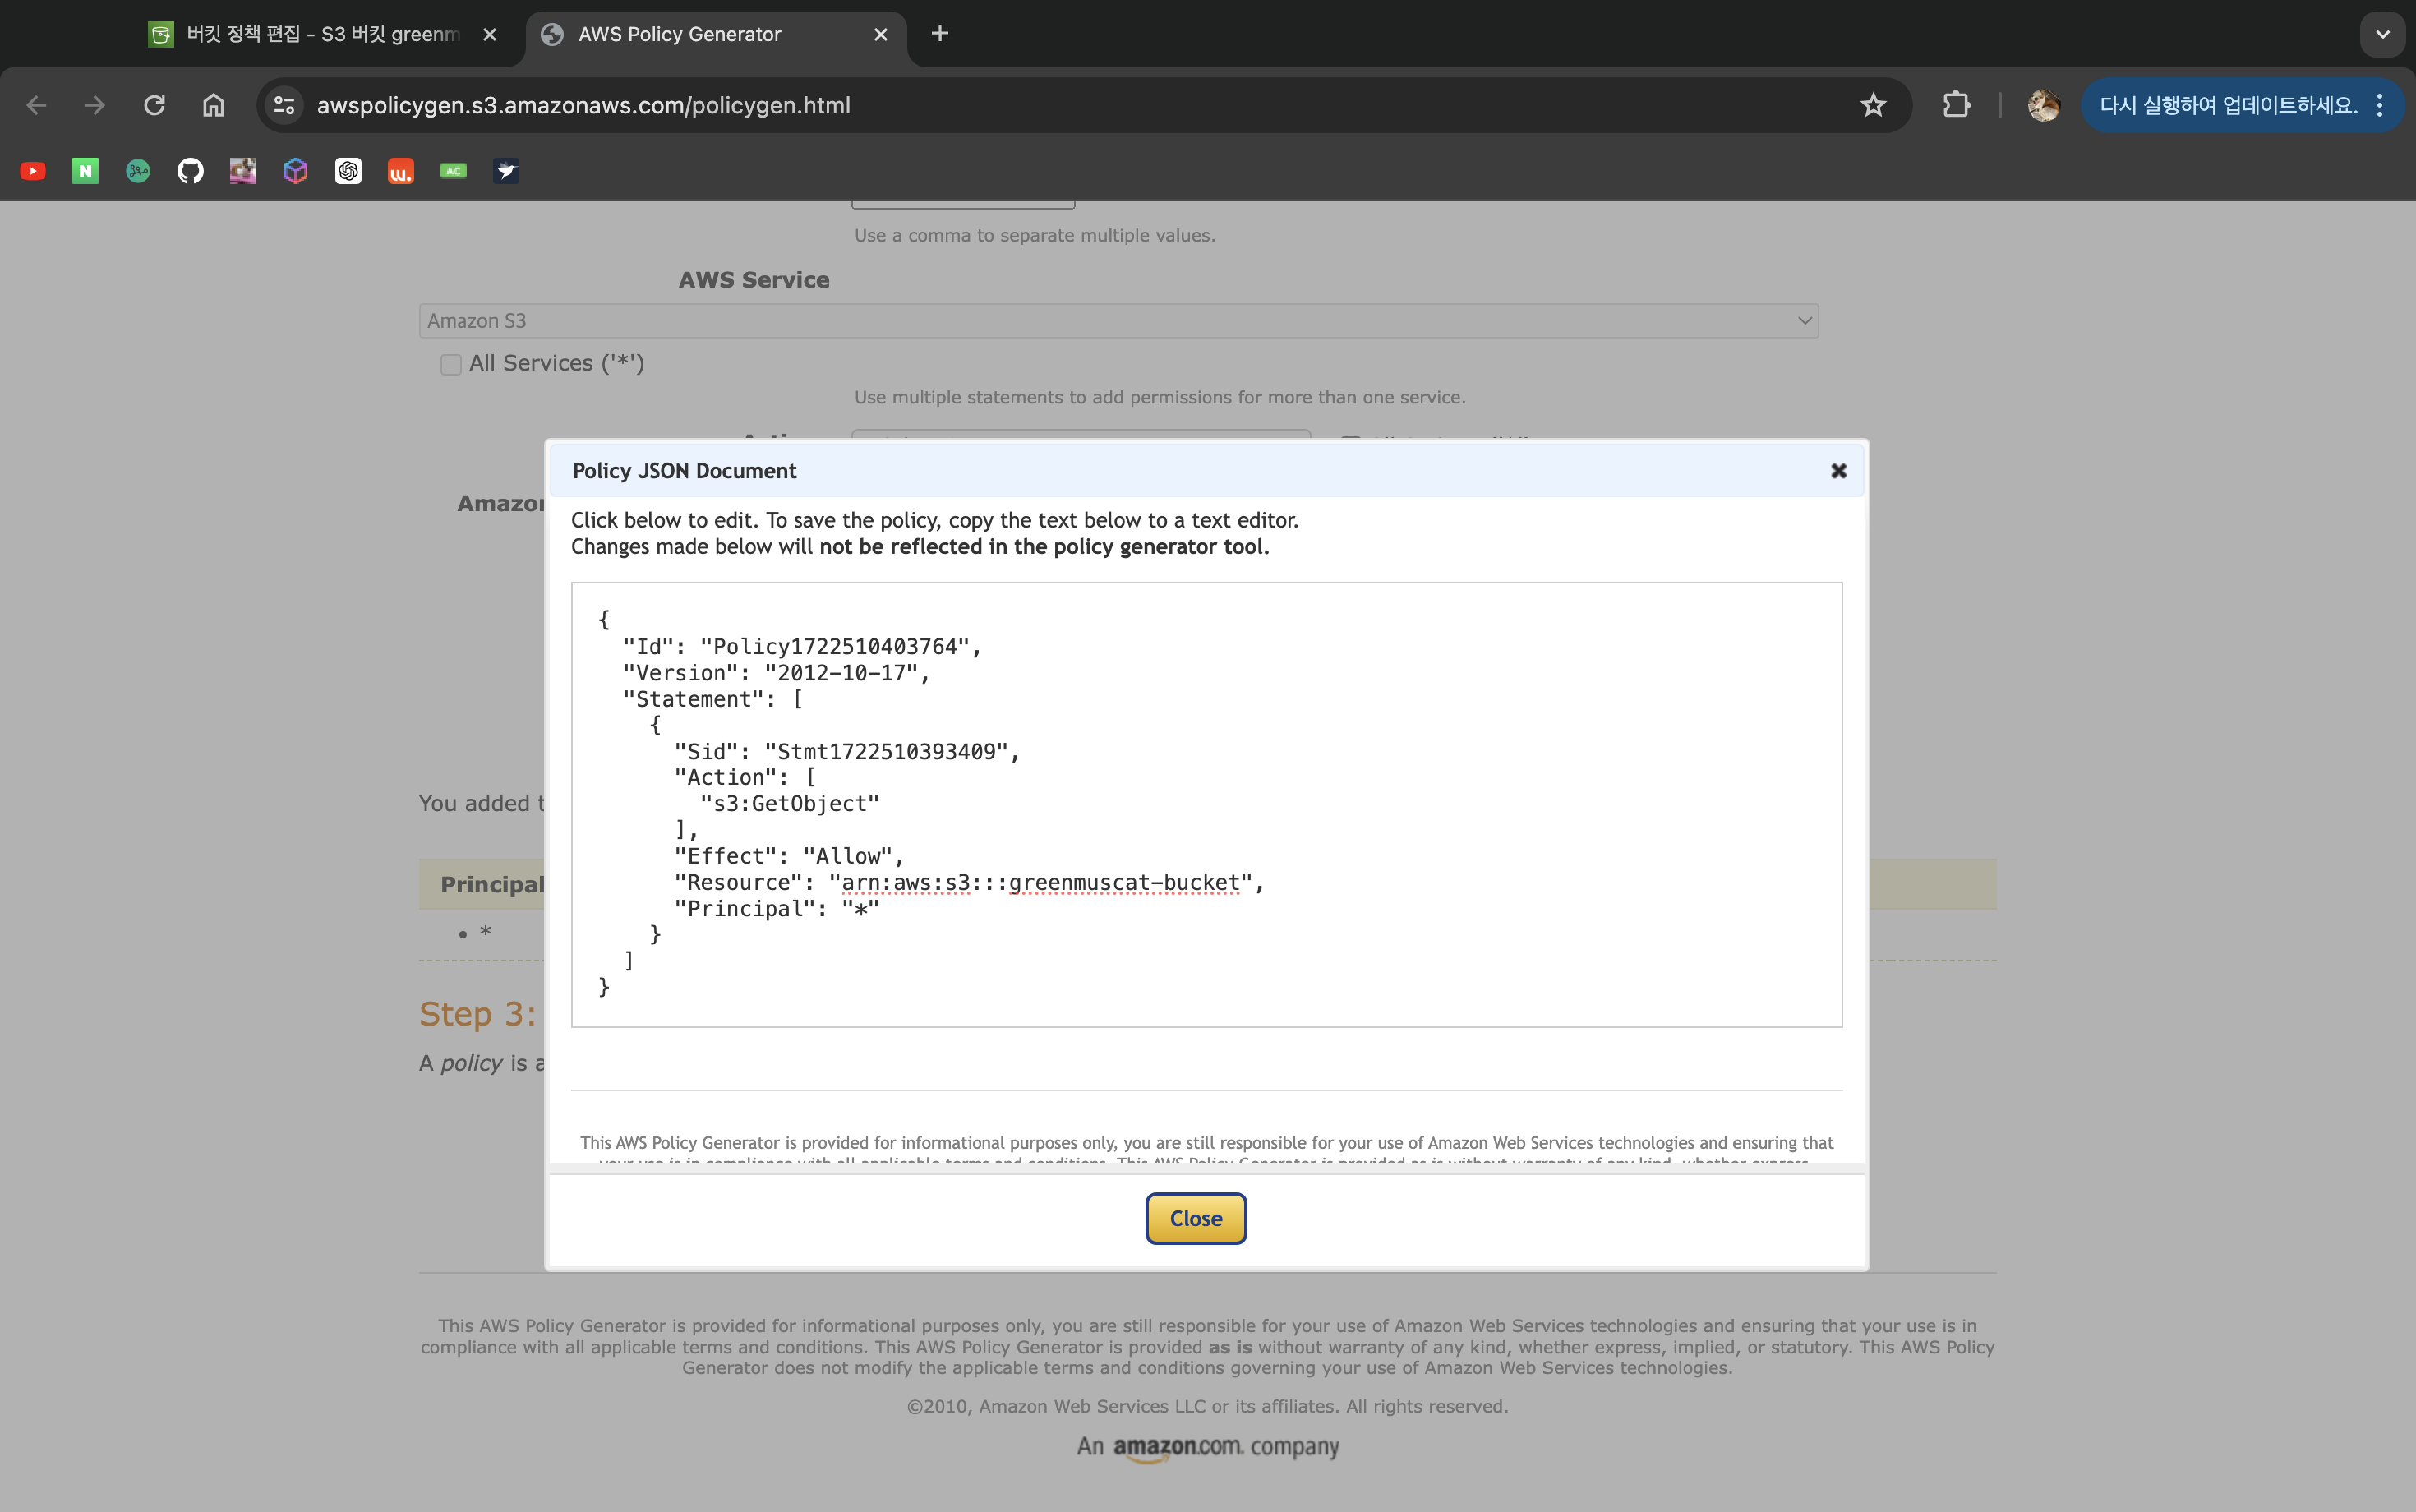 버킷 정책 편집 - S3 버킷 greenm
AWS Policy Generator
awspolicygen.s3.amazonaws.com/policygen.html
다시 실행하여 업데이트하세요.
N
w.
AC
Use a comma to separate multiple values.
AWS Service
Amazon S3
All Services ('*')
Use multiple statements to add permissions for more than one service.
Amazon
Policy JSON Document
Click below to edit. To save the policy, copy the text below to a text editor.
Changes made below will not be reflected in the policy generator tool.
{
"Id": "Policy1722510403764",
"Version": "2012-10-17",
"Statement": [
{
"Sid": "Stmt1722510393409",
"Action": [
"s3:GetObject"
],
"Effect": "Allow",
"Resource": "arn:aws:s3:::greenmuscat-bucket",
"Principal": "*"
}
]
}
You added
Principal
• *
Step 3:
A policy is a
This AWS Policy Generator is provided for informational purposes only, you are still responsible for your use of Amazon Web Services technologies and ensuring that
Close
This AWS Policy Generator is provided for informational purposes only, you are still responsible for your use of Amazon Web Services technologies and ensuring that your use is in
compliance with all applicable terms and conditions. This AWS Policy Generator is provided as is without warranty of any kind, whether express, implied, or statutory. This AWS Policy
Generator does not modify the applicable terms and conditions governing your use of Amazon Web Services technologies.
©2010, Amazon Web Services LLC or its affiliates. All rights reserved.
An amazon.com. company